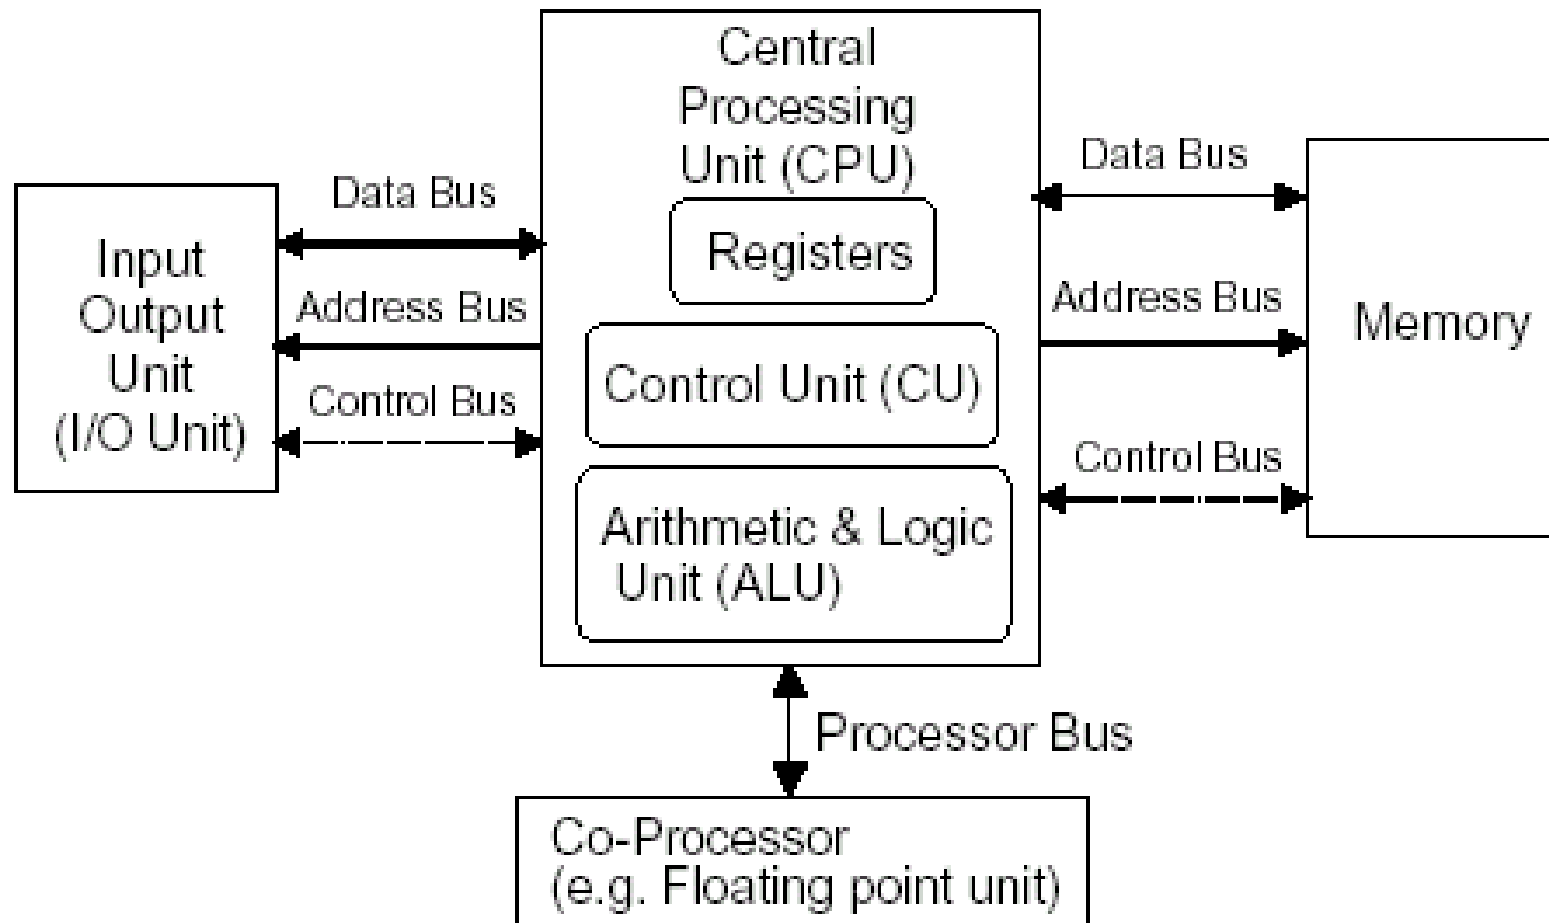 Central
Processing
Unit (CPU)
Registers
Control Unit (CU)
Arithmetic & Logic
Unit (ALU)
Input
Output
Unit
(I/O Unit)
Data Bus
Address Bus
Control Bus
Data Bus
Address Bus
Control Bus
Memory
Processor Bus
Co-Processor
(e.g. Floating point unit)